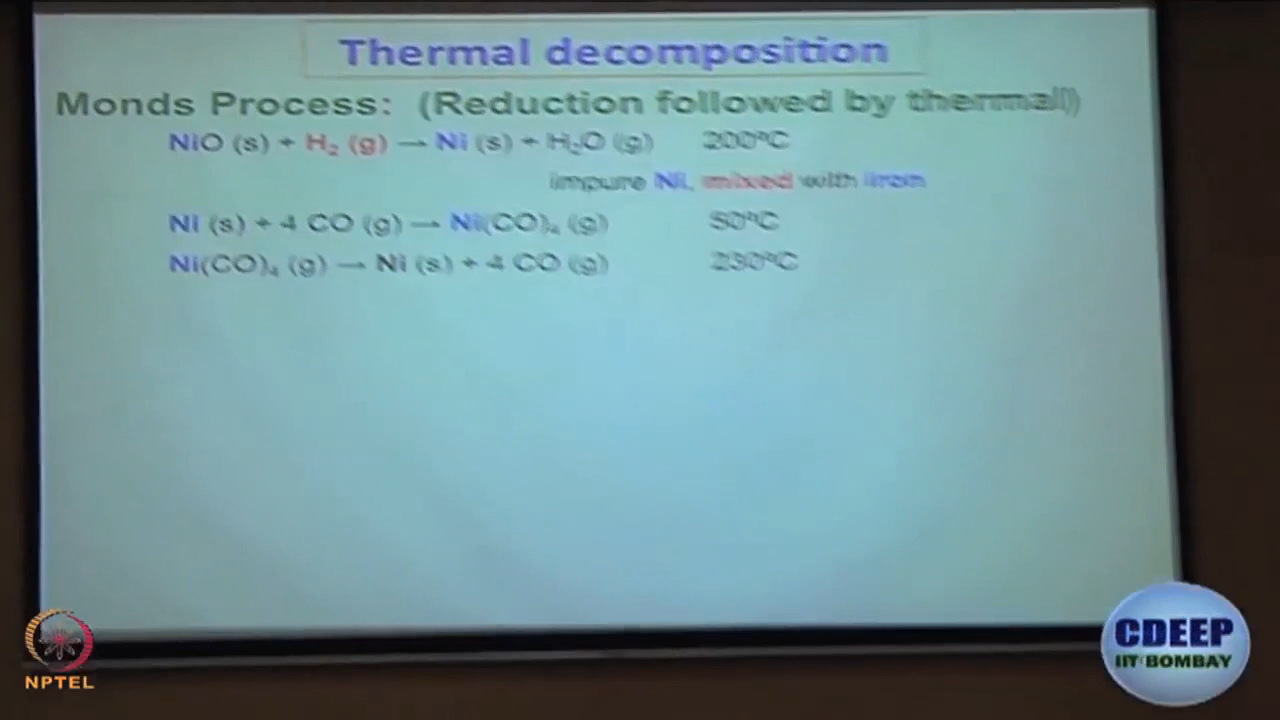 Thermal decomposition
Monds Process: (Reduction followed by thermal)
NiO (s) + H₂ (g) → Ni (s) + H₂O (g) 200°C
impure Ni, mixed with iron
Ni (s) + 4 CO (g) → Ni(CO)₄ (g) 50°C
Ni(CO)₄ (g) → Ni (s) + 4 CO (g) 230°C
NPTEL
CDEEP
IIT BOMBAY